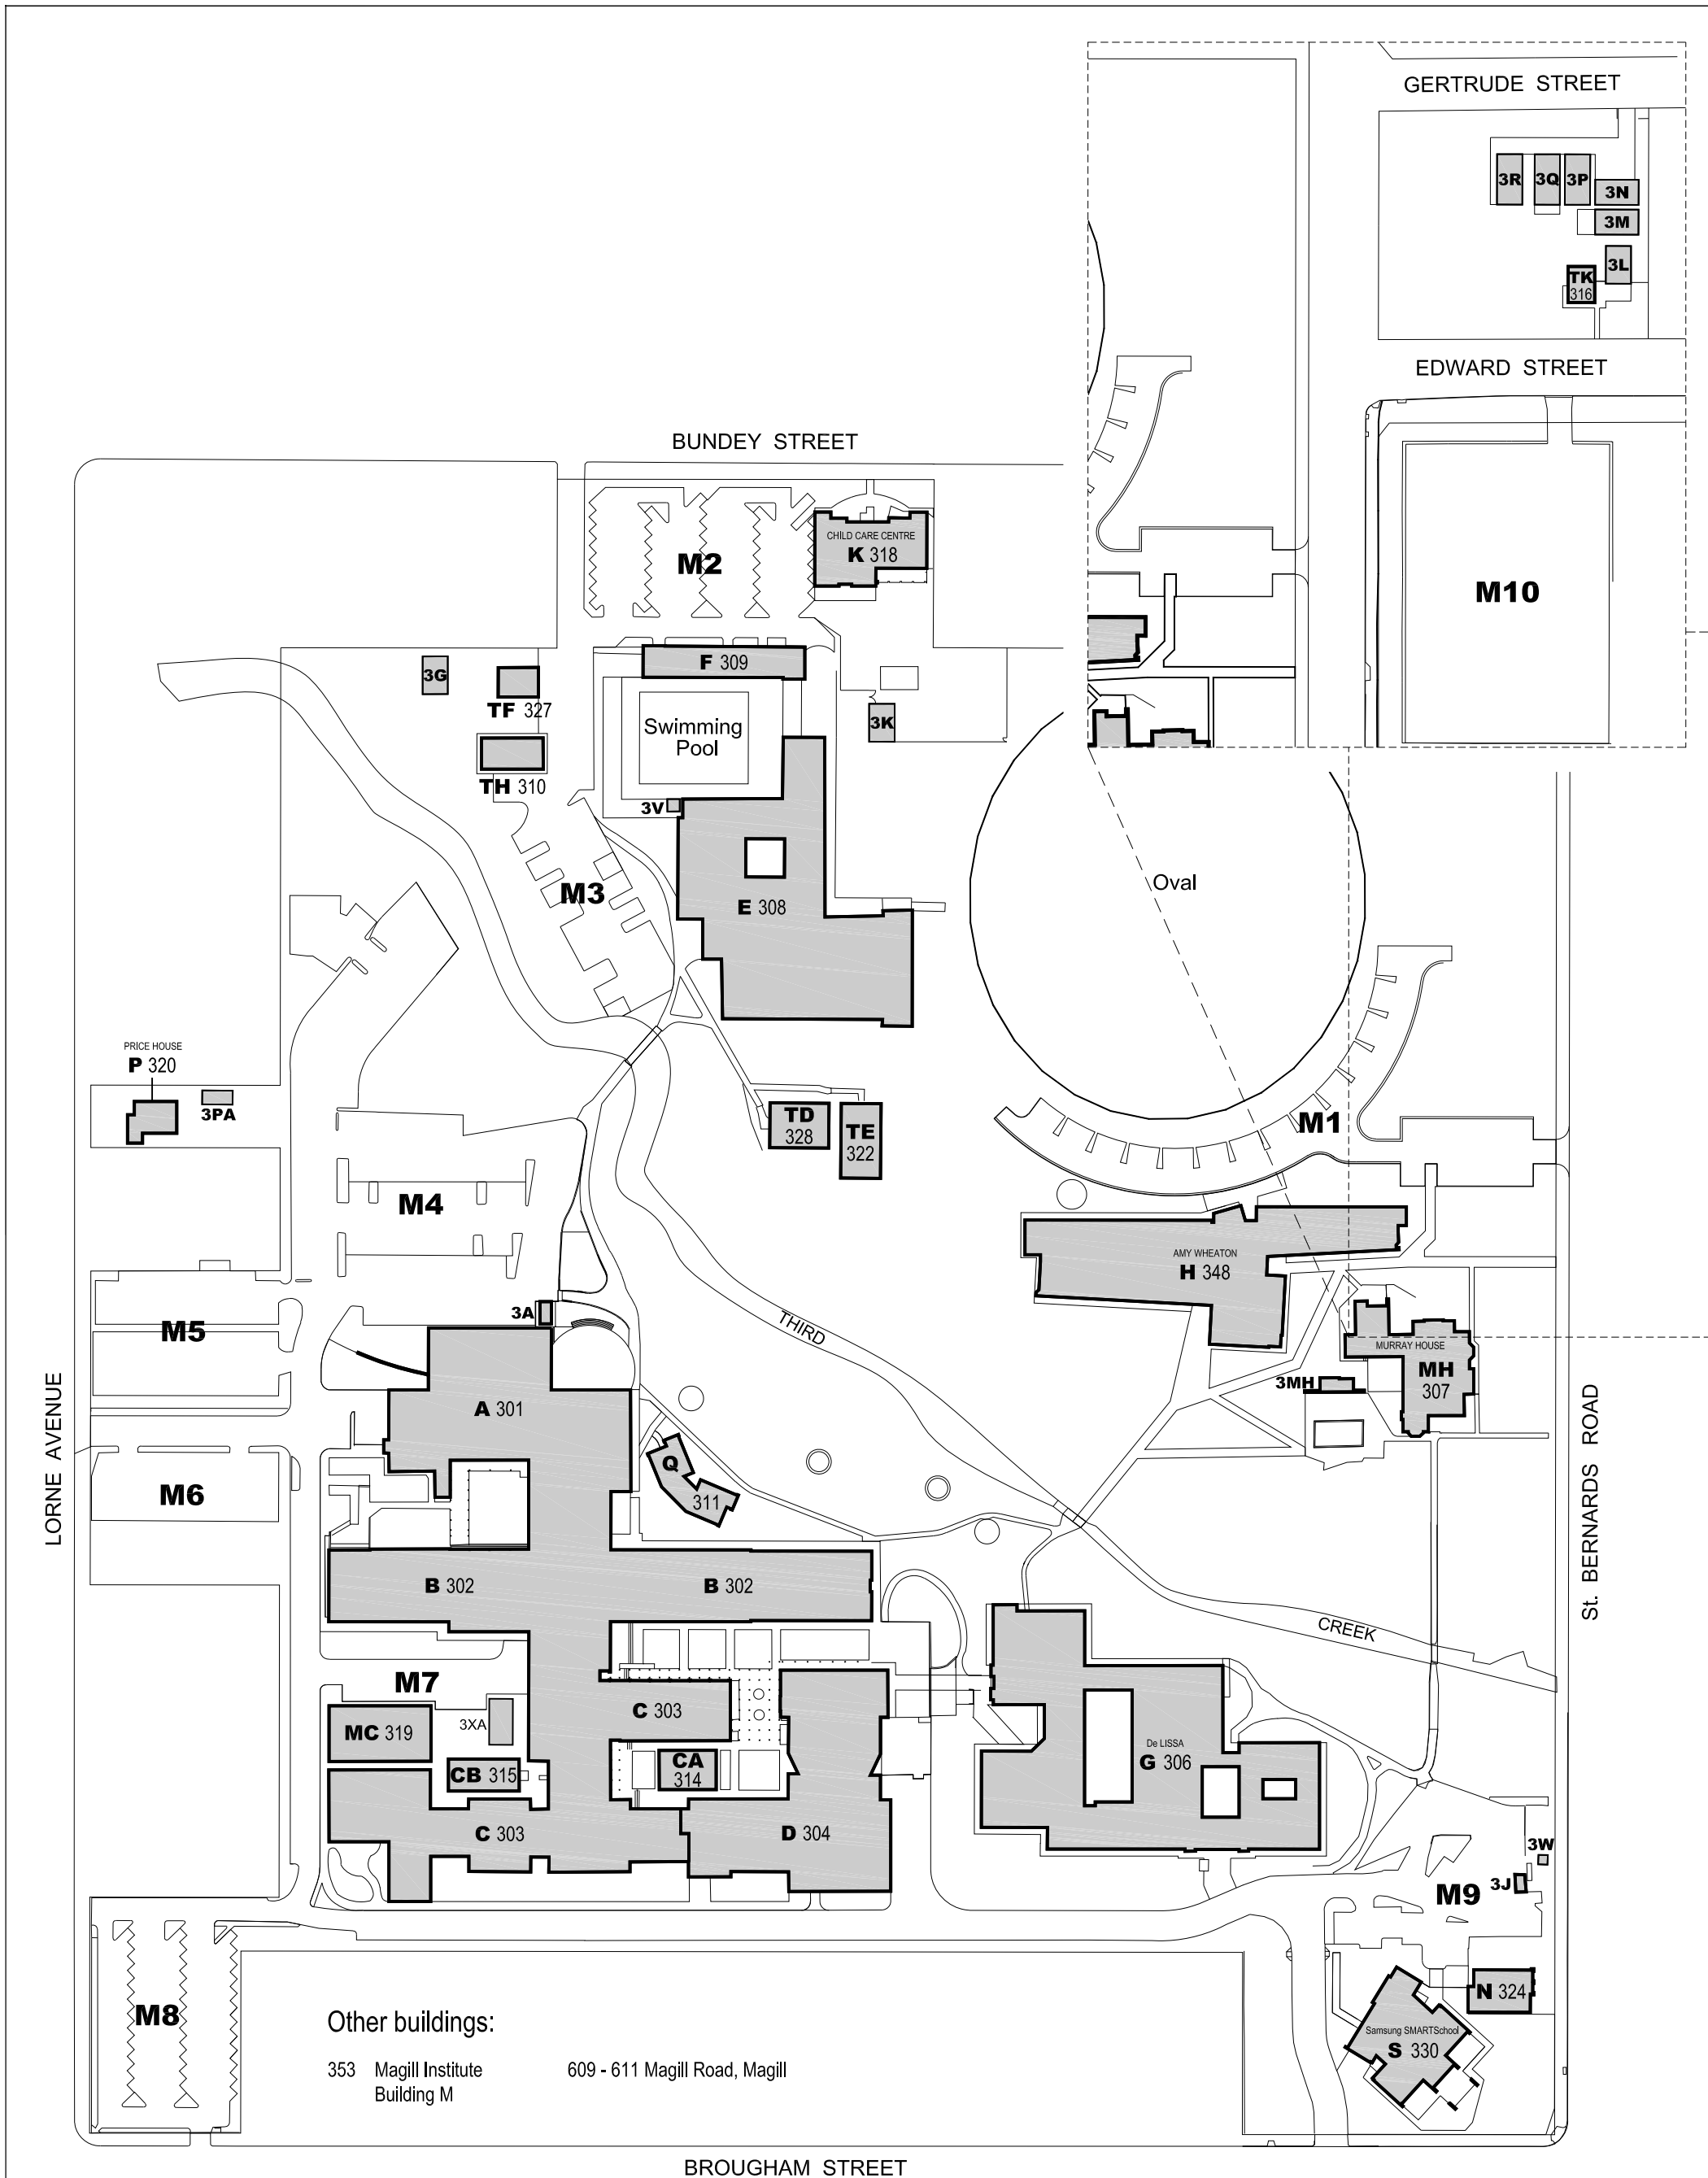 GERTRUDE STREET
3R
3Q
3P
3N
3M
3L
TK
316
EDWARD STREET
BUNDEY STREET
M2
CHILD CARE CENTRE
K 318
M10
F 309
3G
TF 327
3K
Swimming
Pool
TH 310
3V
M3
E 308
Oval
PRICE HOUSE
P 320
3PA
TD
328
TE
322
M1
M4
AMY WHEATON
H 348
3A
THIRD
M5
MURRAY HOUSE
MH
307
3MH
LORNE AVENUE
A 301
St. BERNARDS ROAD
Q
311
M6
B 302
B 302
CREEK
M7
C 303
3XA
MC 319
De LISSA
G 306
CA
314
CB 315
C 303
D 304
3W
3J
M9
N 324
M8
Samsung SMARTSchool
S 330
Other buildings:
353 Magill Institute 609 - 611 Magill Road, Magill
Building M
BROUGHAM STREET